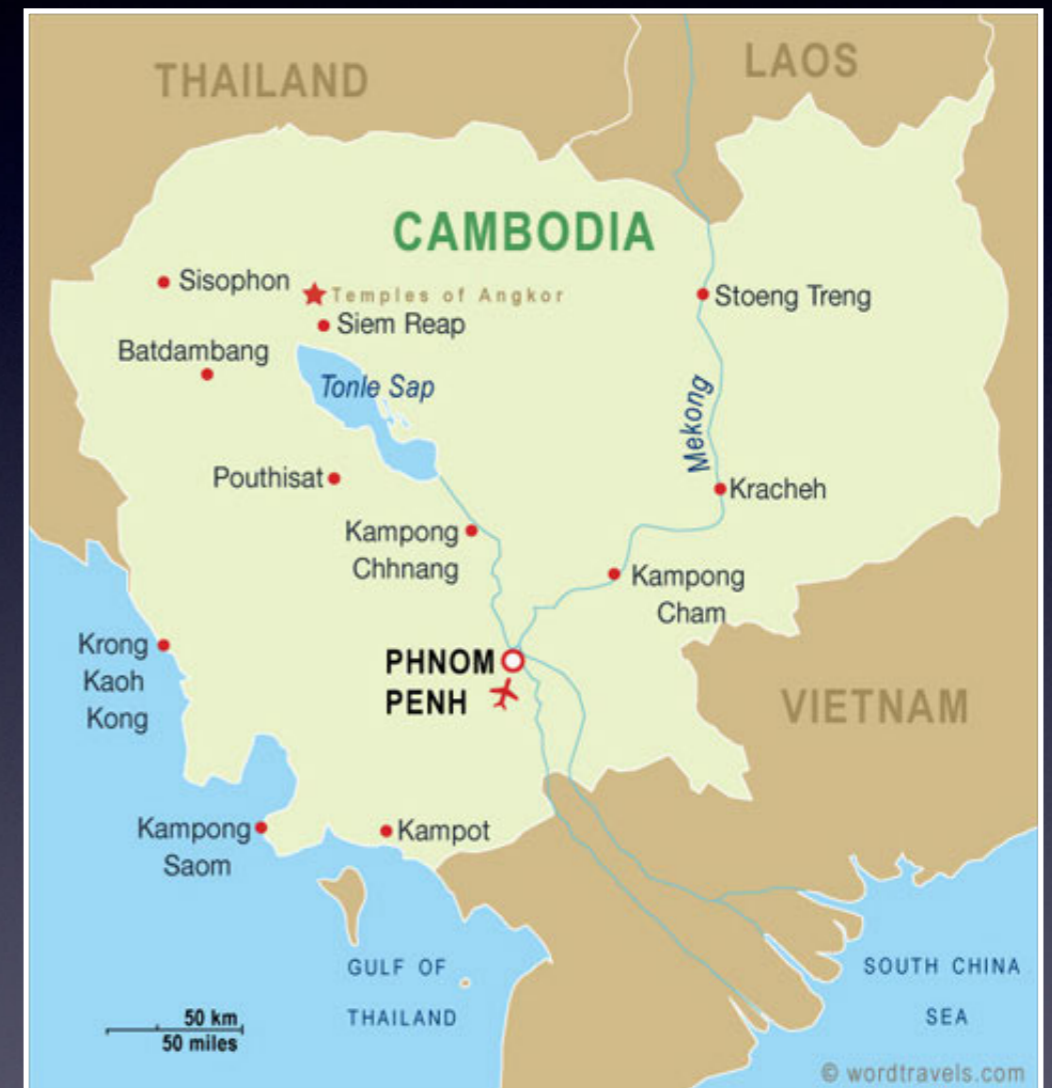 THAILAND
LAOS
CAMBODIA
Sisophon
Temples of Angkor
Stoeng Treng
Siem Reap
Batdambang
Tonle Sap
Mekong
Pouthisat
Kracheh
Kampong
Chhnang
Kampong
Cham
Krong
Kaoh
Kong
PHNOM
PENH
VIETNAM
Kampong
Saom
Kampot
GULF OF
THAILAND
SOUTH CHINA
SEA
50 km
50 miles
© wordtravels.com